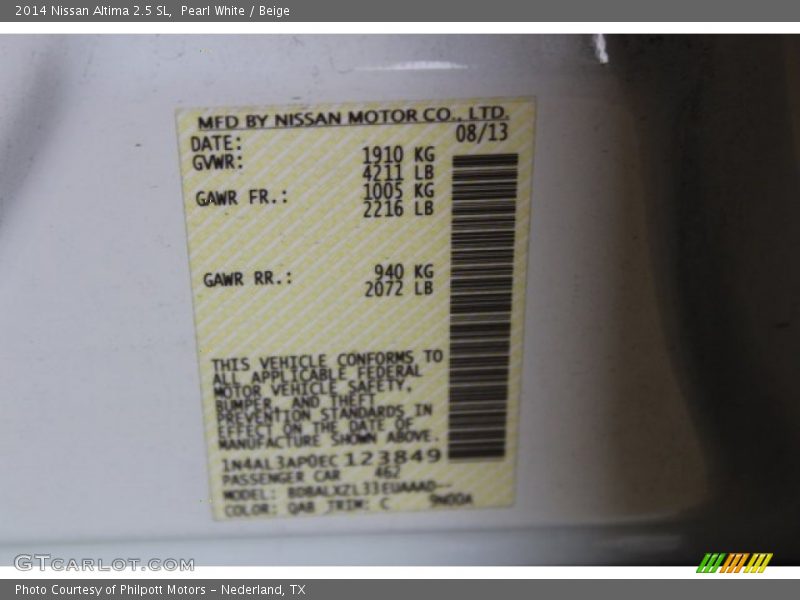 2014 Nissan Altima 2.5 SL, Pearl White / Beige
MFD BY NISSAN MOTOR CO., LTD.
DATE: 08/13
GVWR: 1910 KG
4211 LB
GAWR FR.: 1005 KG
2216 LB
GAWR RR.: 940 KG
2072 LB
THIS VEHICLE CONFORMS TO
ALL APPLICABLE FEDERAL
MOTOR VEHICLE SAFETY,
BUMPER, AND THEFT
PREVENTION STANDARDS IN
EFFECT ON THE DATE OF
MANUFACTURE SHOWN ABOVE.
1N4AL3AP0EC123849
PASSENGER CAR 462
MODEL:
COLOR: QAB TRIM: C
GTCARLOT.COM
Photo Courtesy of Philpott Motors - Nederland, TX